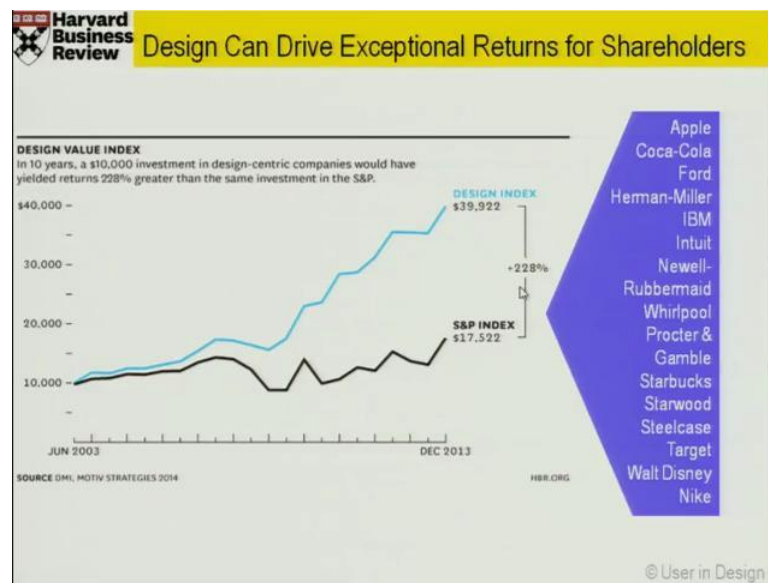 Harvard
Business
Review
Design Can Drive Exceptional Returns for Shareholders
DESIGN VALUE INDEX
In 10 years, a $10,000 investment in design-centric companies would have
yielded returns 228% greater than the same investment in the S&P.
$40,000
30,000
20,000
10,000
DESIGN INDEX
$39,922
+228%
S&P INDEX
$17,522
JUN 2003
DEC 2013
SOURCE DMI, MOTIV STRATEGIES 2014
HBR.ORG
Apple
Coca-Cola
Ford
Herman-Miller
IBM
Intuit
Newell-
Rubbermaid
Whirlpool
Procter &
Gamble
Starbucks
Starwood
Steelcase
Target
Walt Disney
Nike
© User in Design